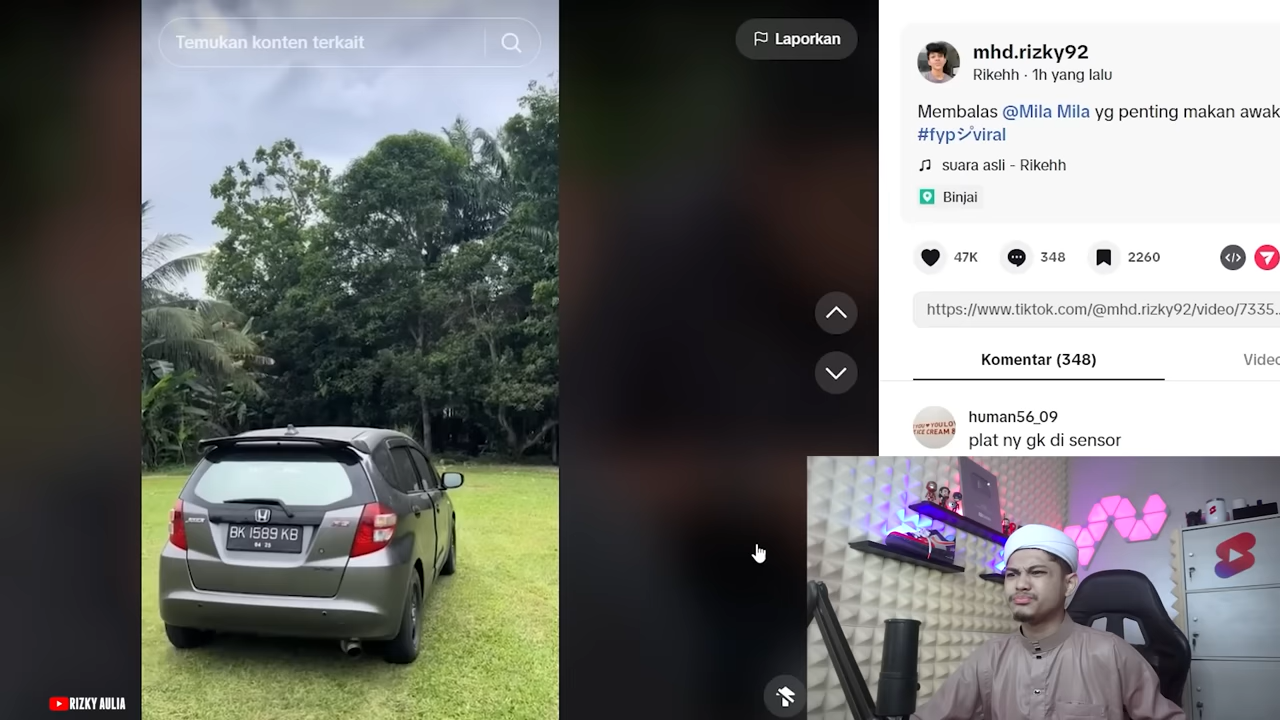 Temukan konten terkait
Laporkan
BK 1589 KB
RIZKY AULIA
mhd.rizky92
Rikehh · 1h yang lalu
Membalas @Mila Mila yg penting makan awak
#fypシviral
suara asli - Rikehh
Binjai
47K
348
2260
https://www.tiktok.com/@mhd.rizky92/video/7335...
Komentar (348)
Video
human56_09
plat ny gk di sensor